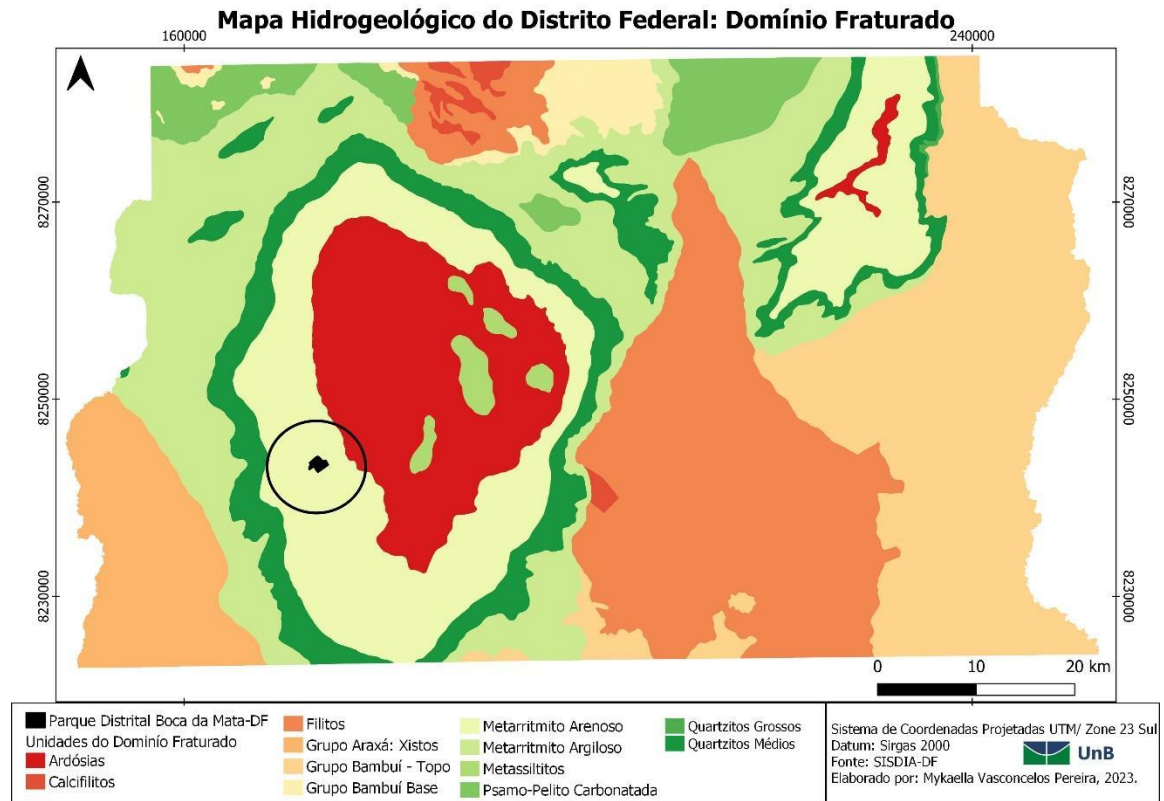 Mapa Hidrogeológico do Distrito Federal: Domínio Fraturado
160000
240000
8270000
8270000
8250000
8250000
8230000
8230000
0 10 20 km
Parque Distrital Boca da Mata-DF
Unidades do Domínio Fraturado
Ardósias
Calcifilitos
Filitos
Grupo Araxá: Xistos
Grupo Bambuí - Topo
Grupo Bambuí Base
Metarritmito Arenoso
Metarritmito Argiloso
Metassiltitos
Psamo-Pelito Carbonatada
Quartzitos Grossos
Quartzitos Médios
Sistema de Coordenadas Projetadas UTM/ Zone 23 Sul
Datum: Sirgas 2000
Fonte: SISDIA-DF
Elaborado por: Mykaella Vasconcelos Pereira, 2023.
UnB